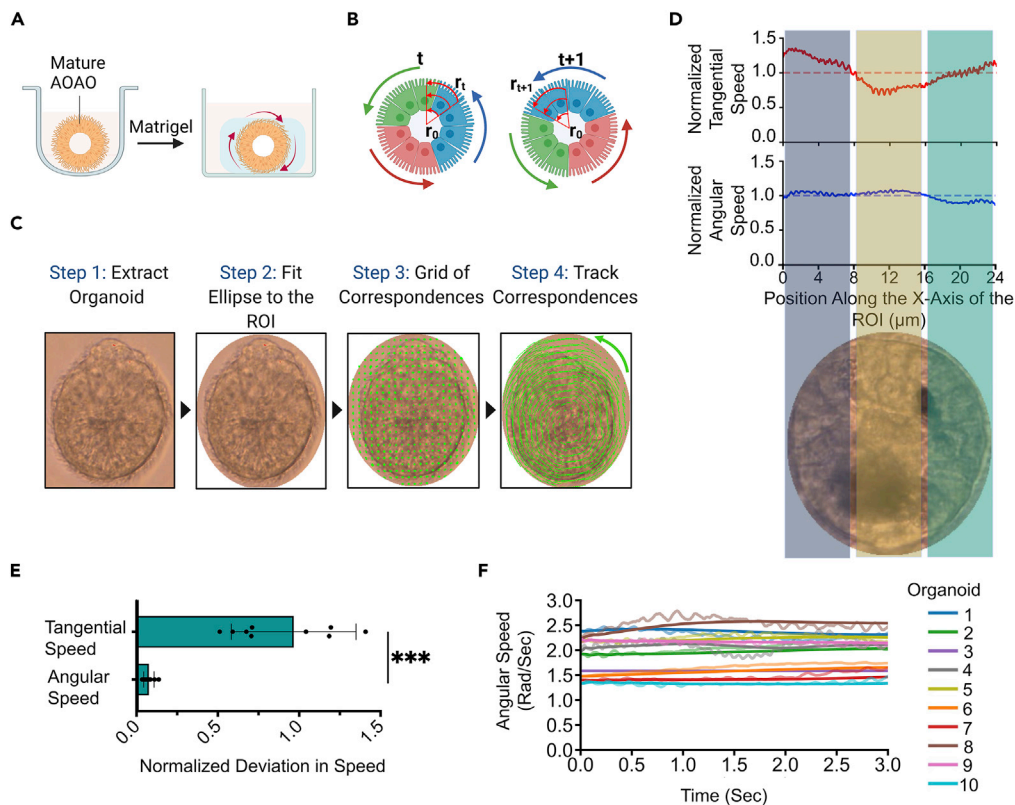 A
Mature
AOAO
Matrigel
B
t
t+1
rt
rt+1
r0
r0
C
Step 1: Extract
Organoid
Step 2: Fit
Ellipse to the
ROI
Step 3: Grid of
Correspondences
Step 4: Track
Correspondences
D
Normalized
Tangential
Speed
1.5
1.0
0.5
0.0
Normalized
Angular
Speed
1.5
1.0
0.5
0.0
0 4 8 12 16 20 24
Position Along the X-Axis of the
ROI (µm)
E
Tangential
Speed
Angular
Speed
***
0.0 0.5 1.0 1.5
Normalized Deviation in Speed
F
Angular Speed
(Rad/Sec)
3.0
2.5
2.0
1.5
1.0
0.5
0.0
0.0 0.5 1.0 1.5 2.0 2.5 3.0
Time (Sec)
Organoid
1
2
3
4
5
6
7
8
9
10